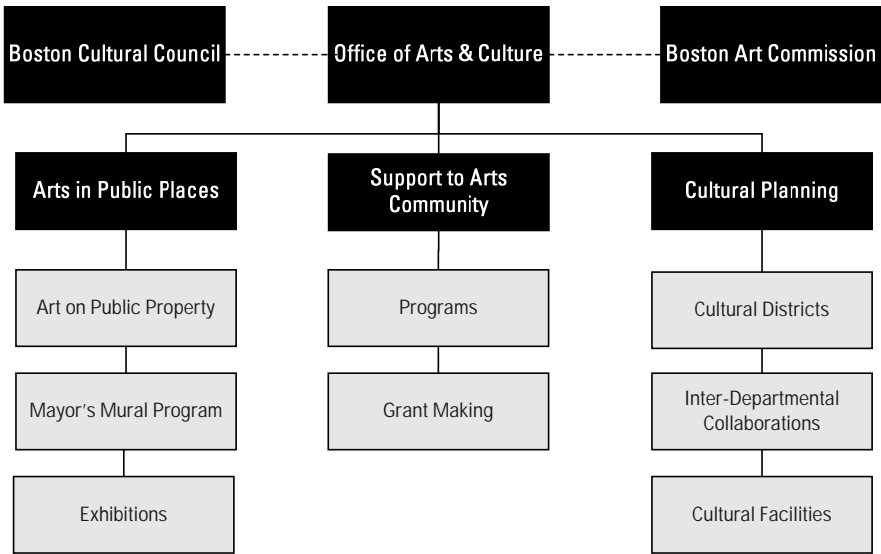 Boston Cultural Council
Office of Arts & Culture
Boston Art Commission
Arts in Public Places
Support to Arts
Community
Cultural Planning
Art on Public Property
Programs
Cultural Districts
Mayor's Mural Program
Grant Making
Inter-Departmental
Collaborations
Exhibitions
Cultural Facilities